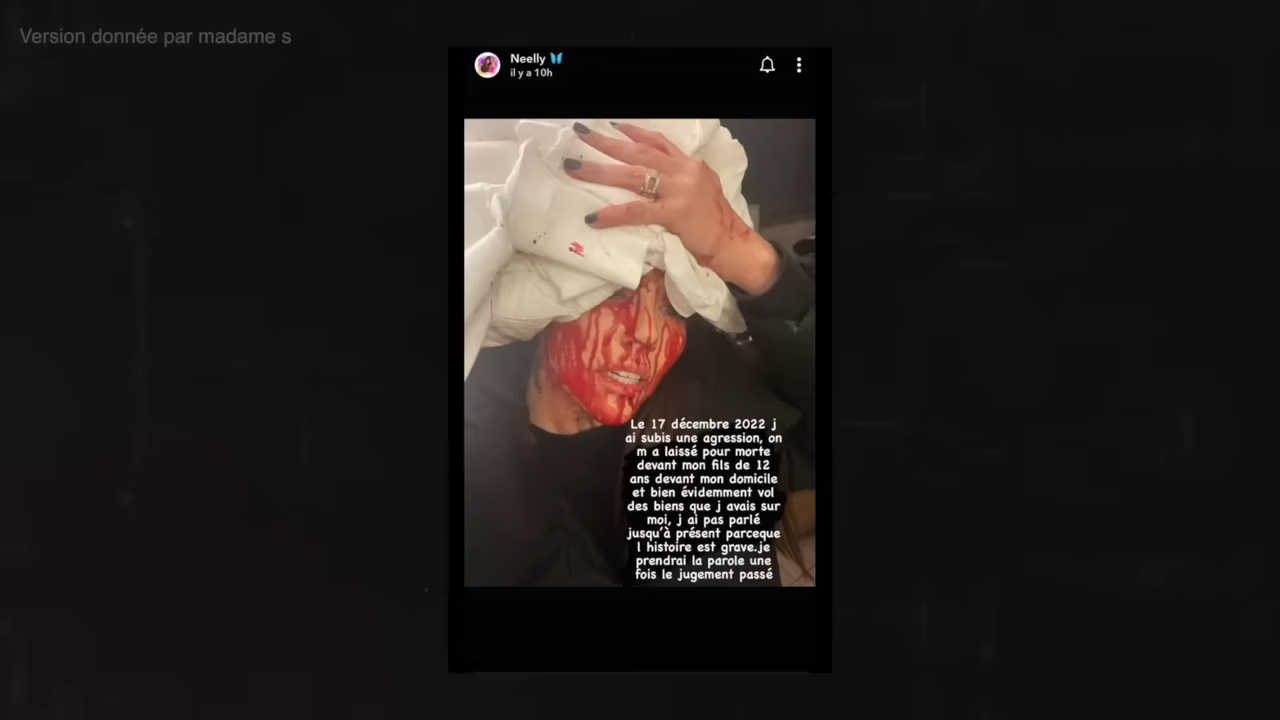 Version donnée par madame s
Neelly 🦋
il y a 10h
Le 17 décembre 2022 j
ai subis une agression, on
m a laissé pour morte
devant mon fils de 12
ans devant mon domicile
et bien évidemment vol
des biens que j avais sur
moi, j ai pas parlé
jusqu'à présent parceque
l histoire est grave.je
prendrai la parole une
fois le jugement passé